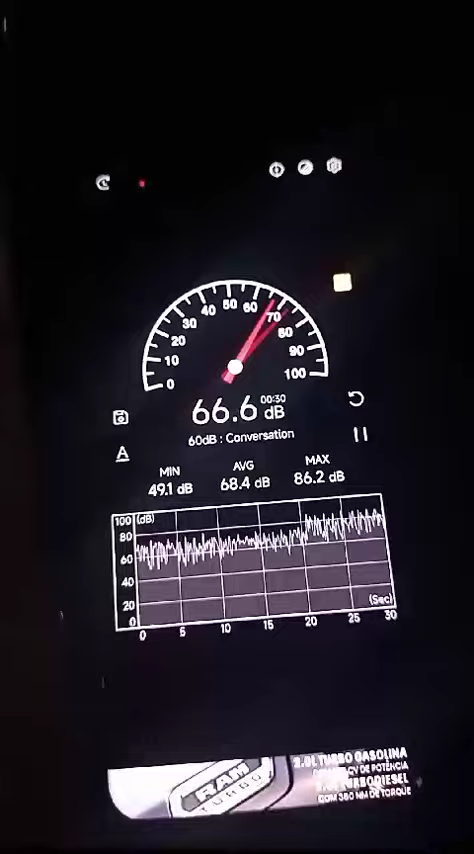 0 10 20 30 40 50 60 70 80 90 100
66.6 dB
00:30
60dB : Conversation
A
MIN AVG MAX
49.1 dB 68.4 dB 86.2 dB
100 (dB)
80
60
40
20
0
(Sec)
0 5 10 15 20 25 30
RAM
TURBO
2.0L TURBO GASOLINA
CV DE POTÊNCIA
TURBODIESEL
COM 380 NM DE TORQUE